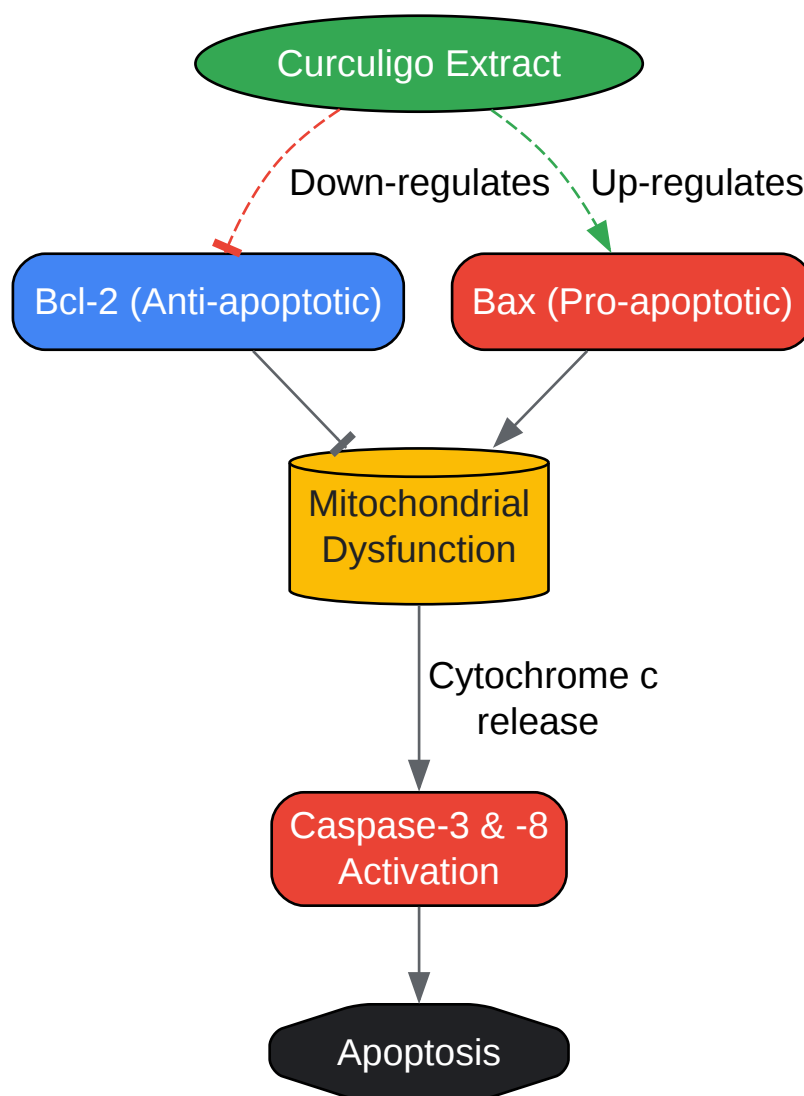 Curculigo Extract
Down-regulates
Up-regulates
Bcl-2 (Anti-apoptotic)
Bax (Pro-apoptotic)
Mitochondrial
Dysfunction
Cytochrome c
release
Caspase-3 & -8
Activation
Apoptosis